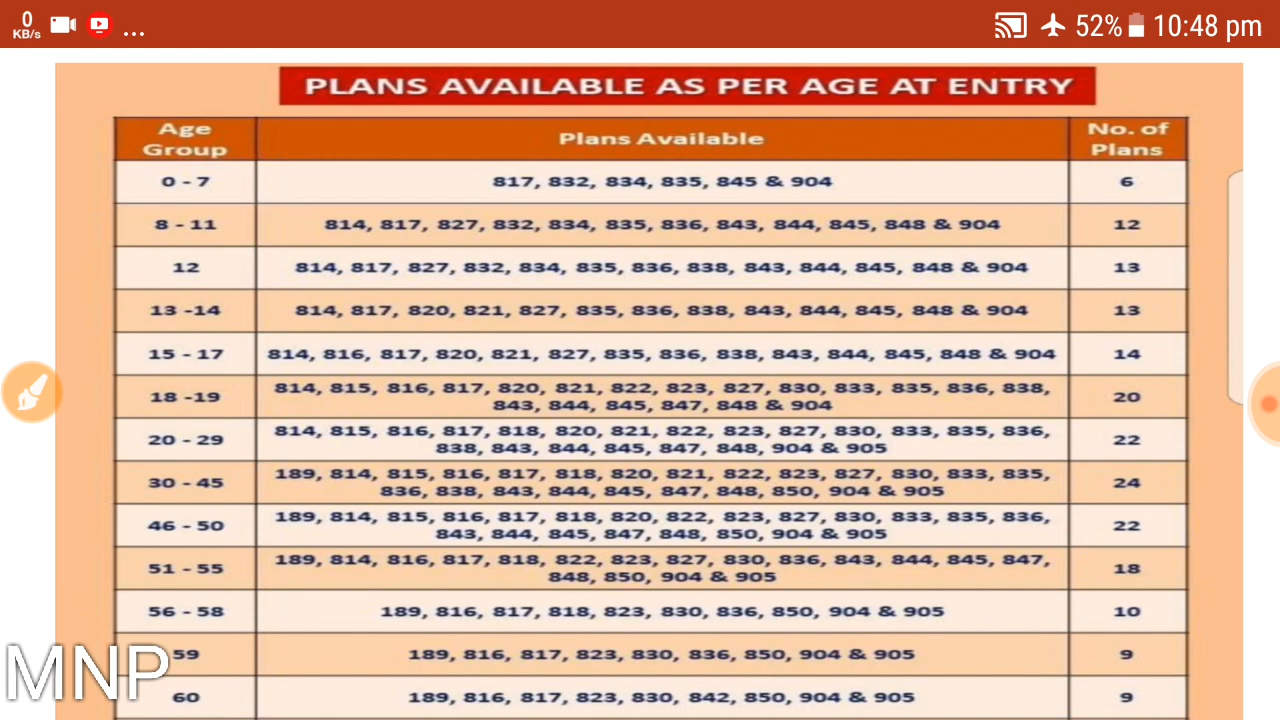 0
KB/s
...
52%
10:48 pm
PLANS AVAILABLE AS PER AGE AT ENTRY
Age Group
Plans Available
No. of Plans
0 - 7
817, 832, 834, 835, 845 & 904
6
8 - 11
814, 817, 827, 832, 834, 835, 836, 843, 844, 845, 848 & 904
12
12
814, 817, 827, 832, 834, 835, 836, 838, 843, 844, 845, 848 & 904
13
13 -14
814, 817, 820, 821, 827, 835, 836, 838, 843, 844, 845, 848 & 904
13
15 - 17
814, 816, 817, 820, 821, 827, 835, 836, 838, 843, 844, 845, 848 & 904
14
18 -19
814, 815, 816, 817, 820, 821, 822, 823, 827, 830, 833, 835, 836, 838,
843, 844, 845, 847, 848 & 904
20
20 - 29
814, 815, 816, 817, 818, 820, 821, 822, 823, 827, 830, 833, 835, 836,
838, 843, 844, 845, 847, 848, 904 & 905
22
30 - 45
189, 814, 815, 816, 817, 818, 820, 821, 822, 823, 827, 830, 833, 835,
836, 838, 843, 844, 845, 847, 848, 850, 904 & 905
24
46 - 50
189, 814, 815, 816, 817, 818, 820, 822, 823, 827, 830, 833, 835, 836,
843, 844, 845, 847, 848, 850, 904 & 905
22
51 - 55
189, 814, 816, 817, 818, 822, 823, 827, 830, 836, 843, 844, 845, 847,
848, 850, 904 & 905
18
56 - 58
189, 816, 817, 818, 823, 830, 836, 850, 904 & 905
10
59
189, 816, 817, 823, 830, 836, 850, 904 & 905
9
60
189, 816, 817, 823, 830, 842, 850, 904 & 905
9
MNP